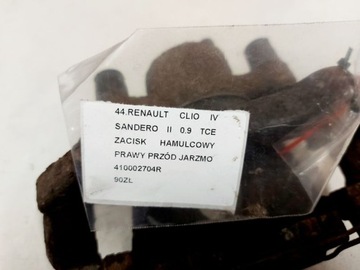 44.RENAULT CLIO IV
SANDERO II 0.9 TCE
ZACISK HAMULCOWY
PRAWY PRZÓD JARZMO
410002704R
90ZŁ